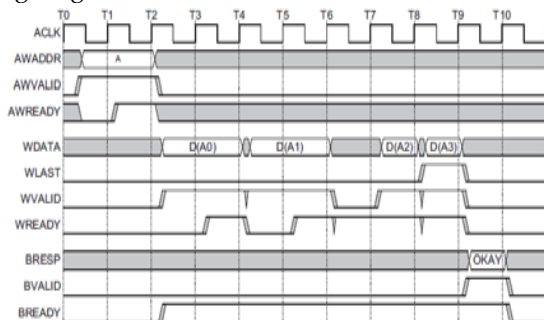 T0 T1 T2 T3 T4 T5 T6 T7 T8 T9 T10
ACLK
AWADDR A
AWVALID
AWREADY
WDATA D(A0) D(A1) D(A2) D(A3)
WLAST
WVALID
WREADY
BRESP OKAY
BVALID
BREADY